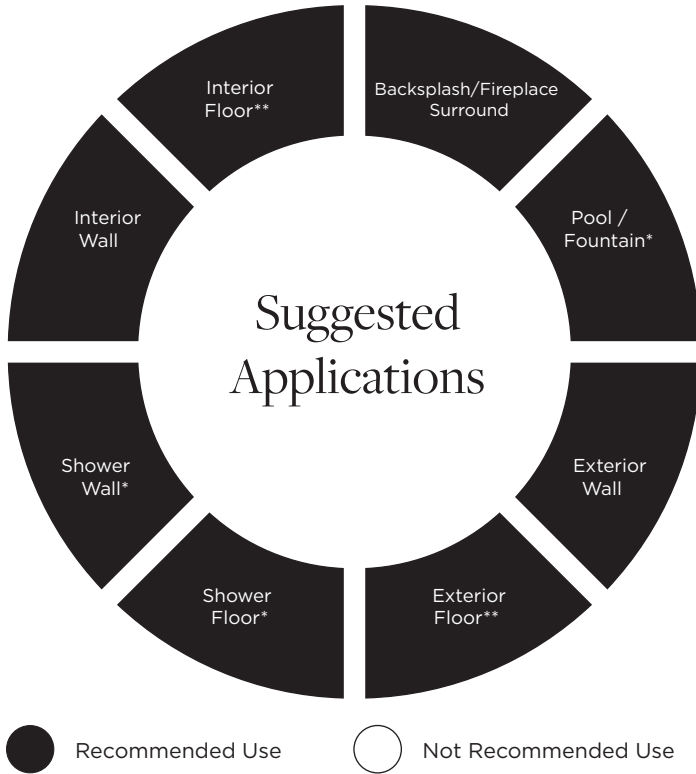 Interior
Floor**
Backsplash/Fireplace
Surround
Interior
Wall
Pool /
Fountain*
Suggested
Applications
Shower
Wall*
Exterior
Wall
Shower
Floor*
Exterior
Floor**
Recommended Use
Not Recommended Use